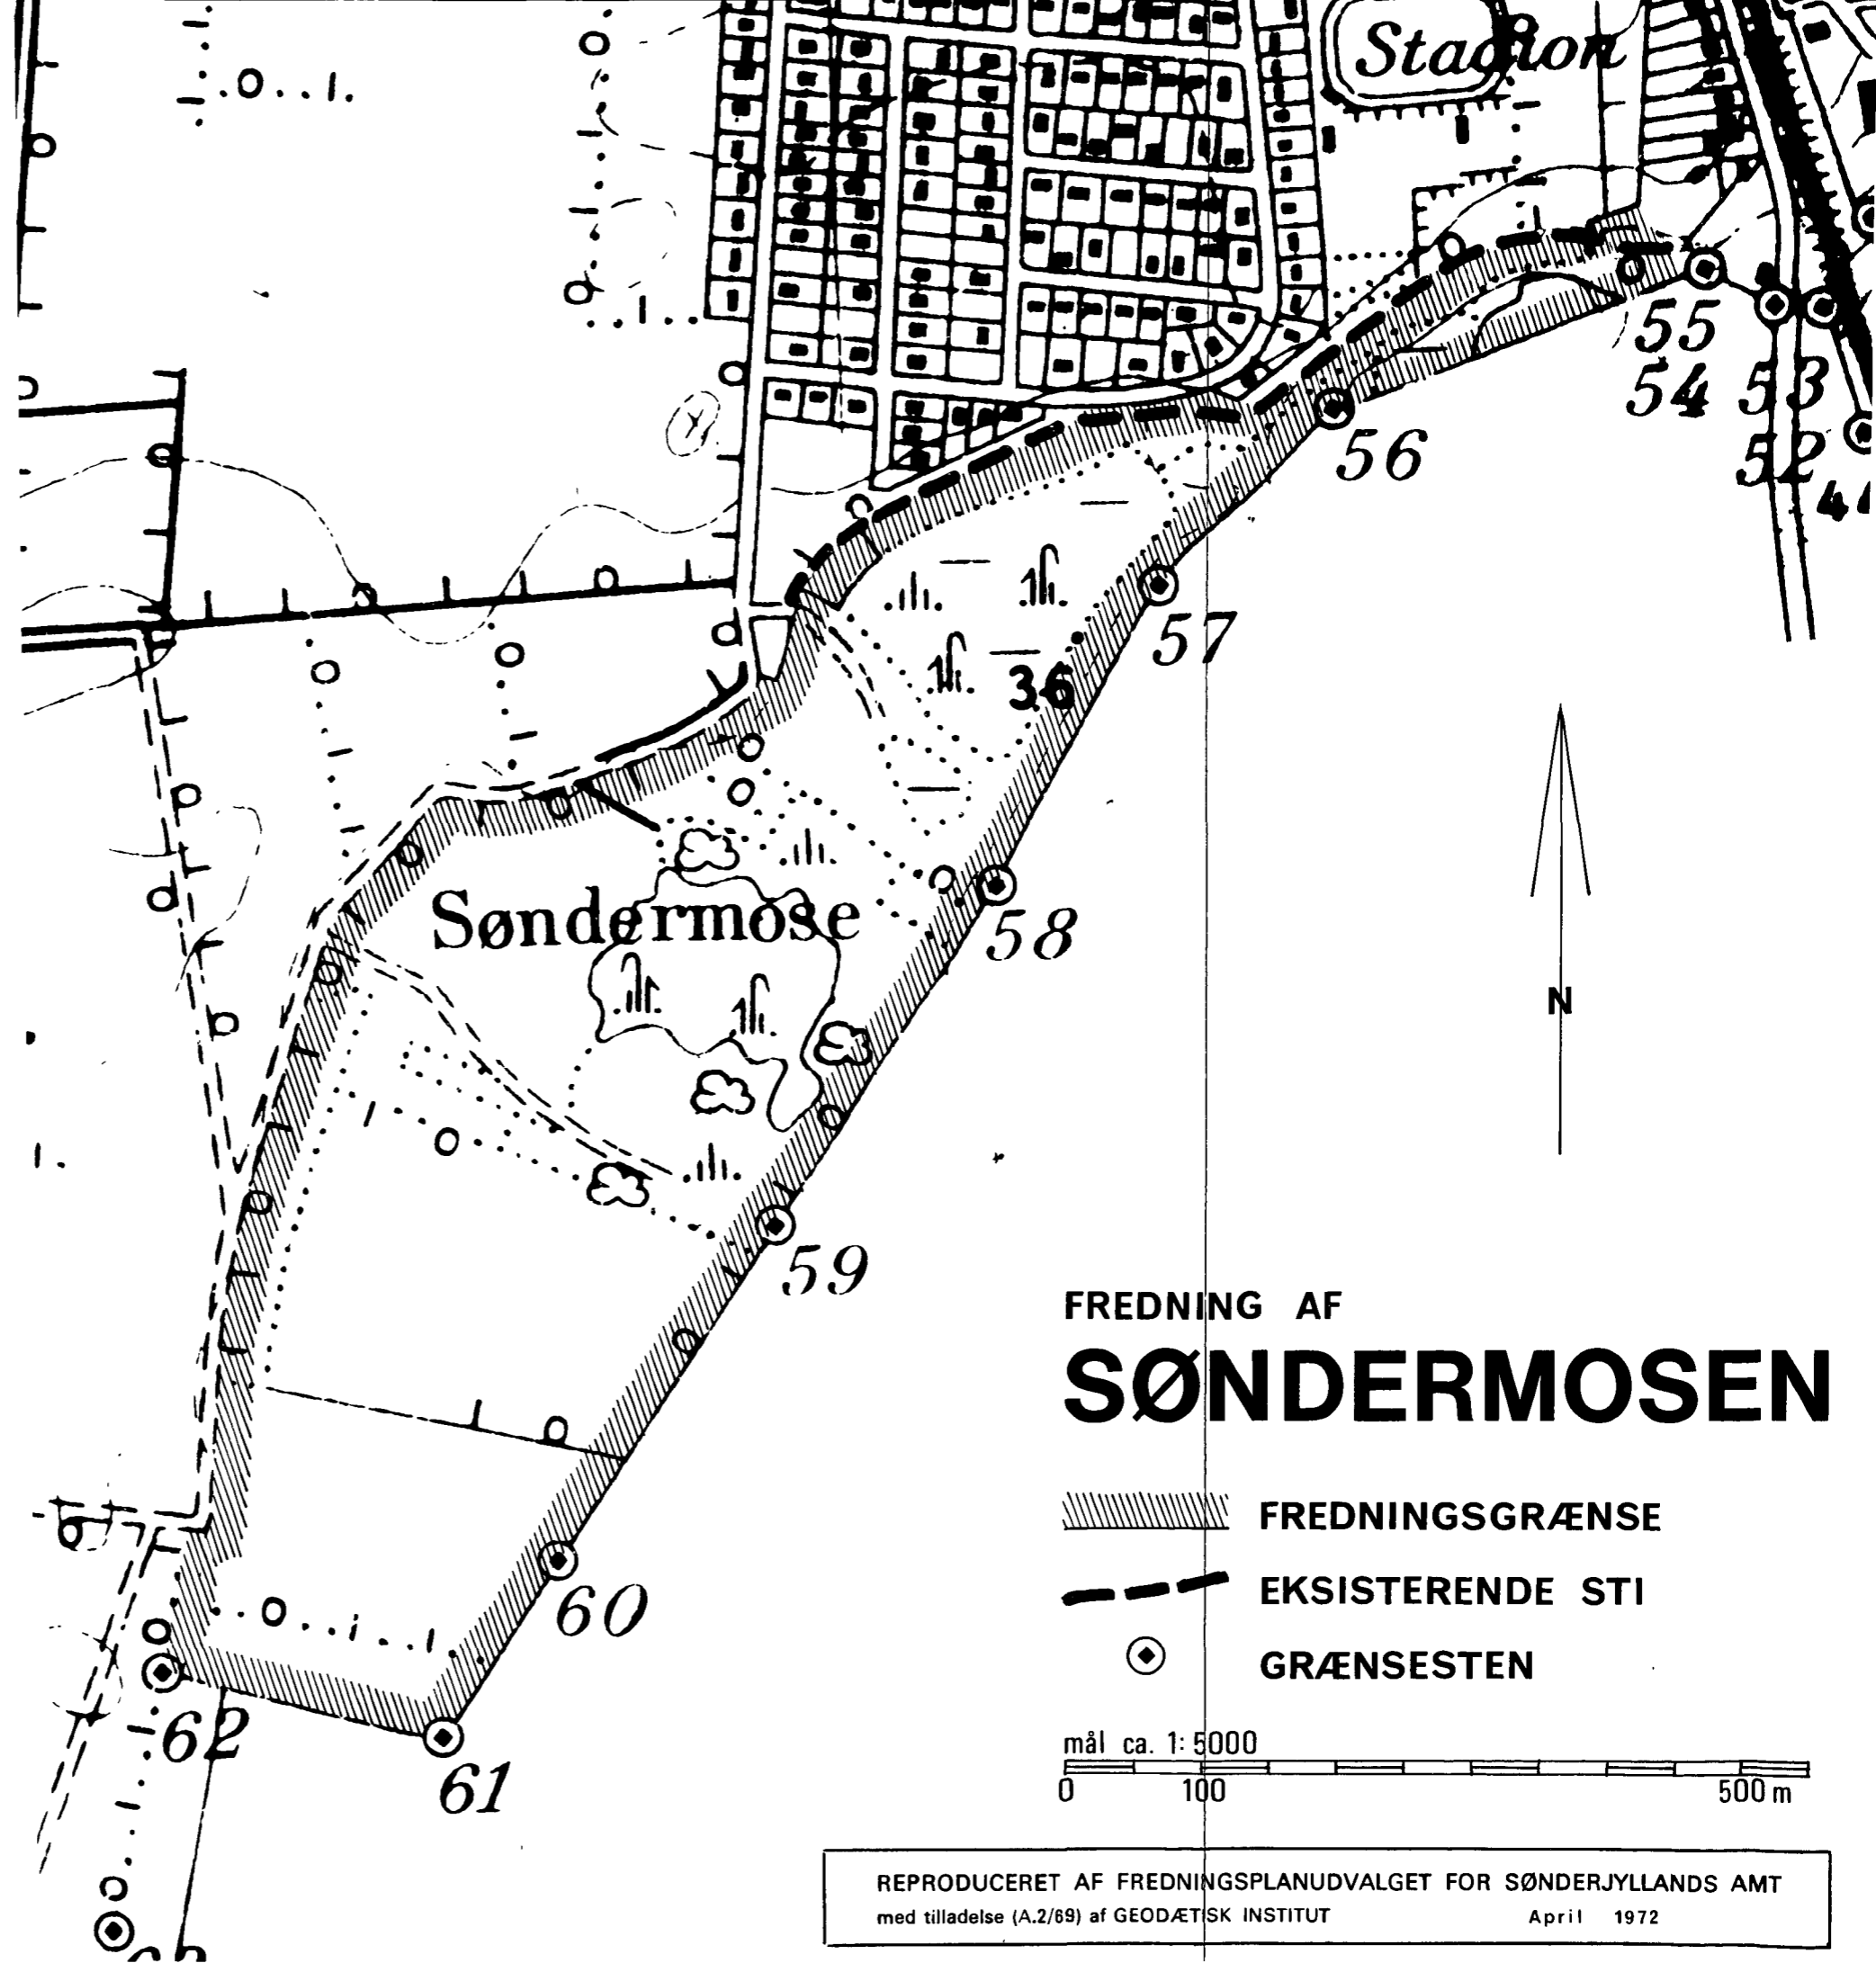 Stadion
55
54
53
52
56
57
36
58
Søndermose
59
60
61
62
N
FREDNING AF
SØNDERMOSEN
FREDNINGSGRÆNSE
EKSISTERENDE STI
GRÆNSESTEN
mål ca. 1: 5000
0 100 500 m
REPRODUCERET AF FREDNINGSPLANUDVALGET FOR SØNDERJYLLANDS AMT
med tilladelse (A.2/69) af GEODÆTISK INSTITUT April 1972